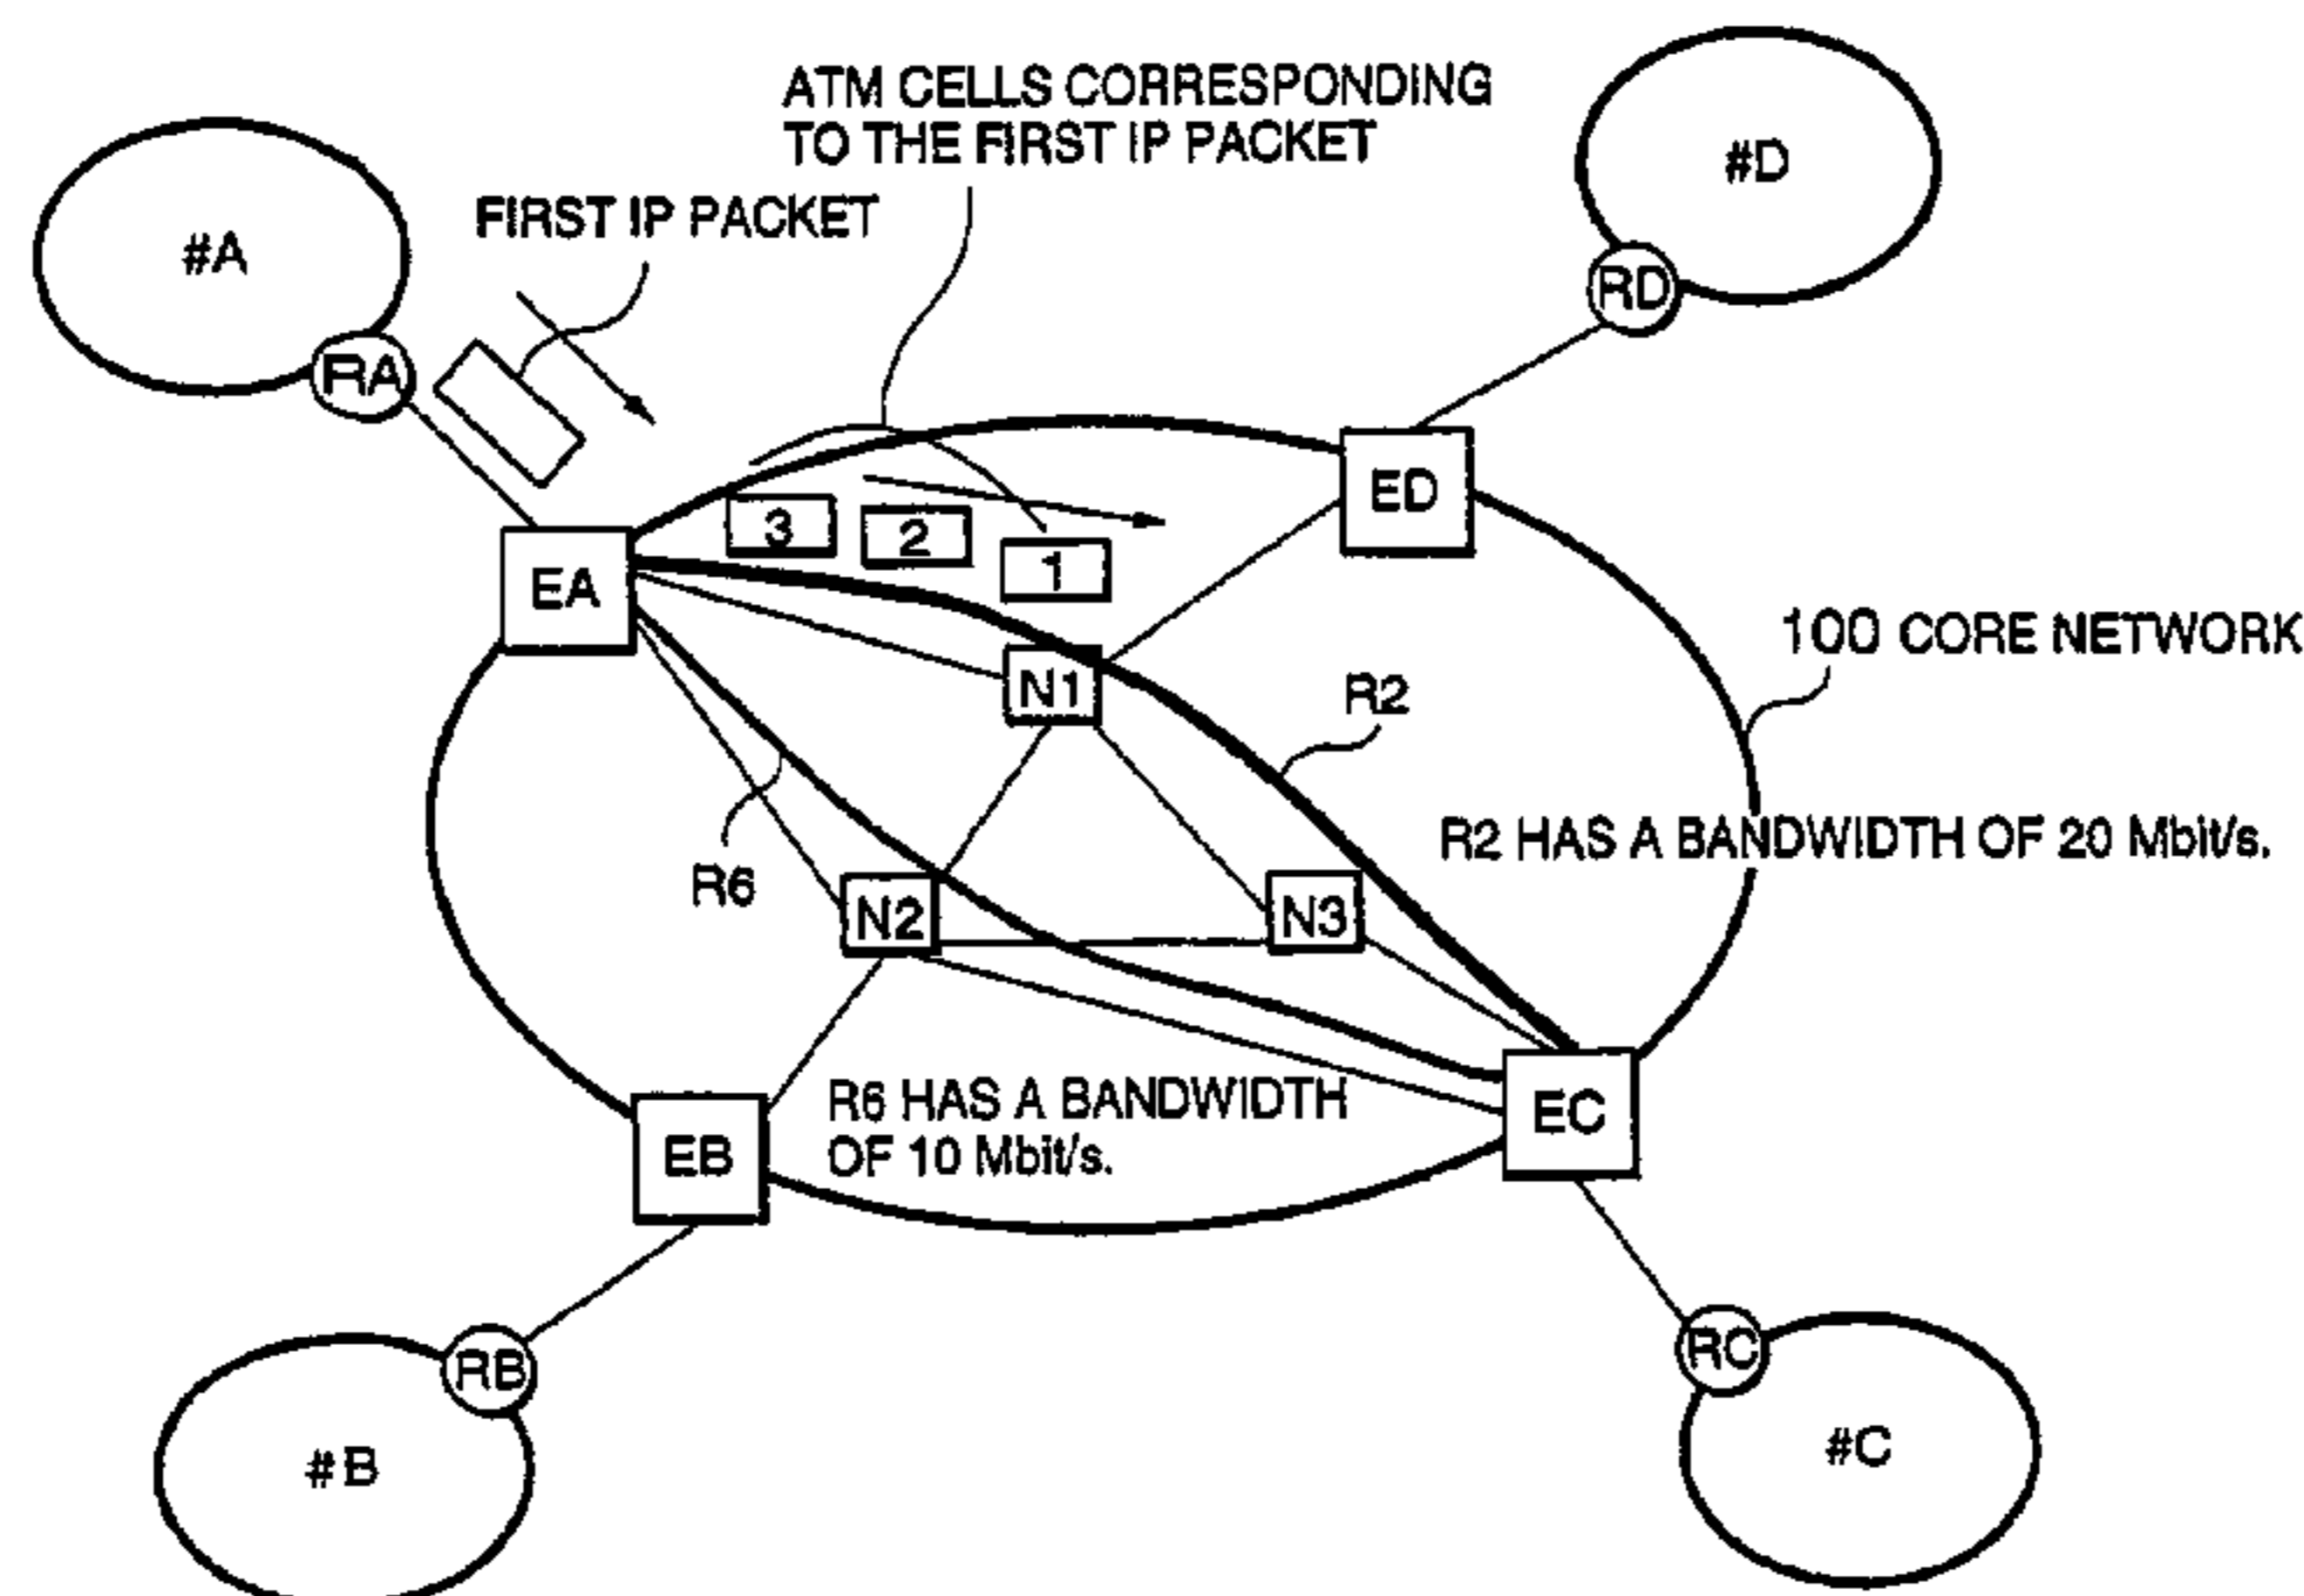 ATM CELLS CORRESPONDING
TO THE FIRST IP PACKET
#D
#A
FIRST IP PACKET
RD
RA
ED
3
2
1
EA
100 CORE NETWORK
N1
R2
R2 HAS A BANDWIDTH OF 20 Mbit/s.
R6
N2
N3
R6 HAS A BANDWIDTH
OF 10 Mbit/s.
EC
EB
RC
RB
#C
#B